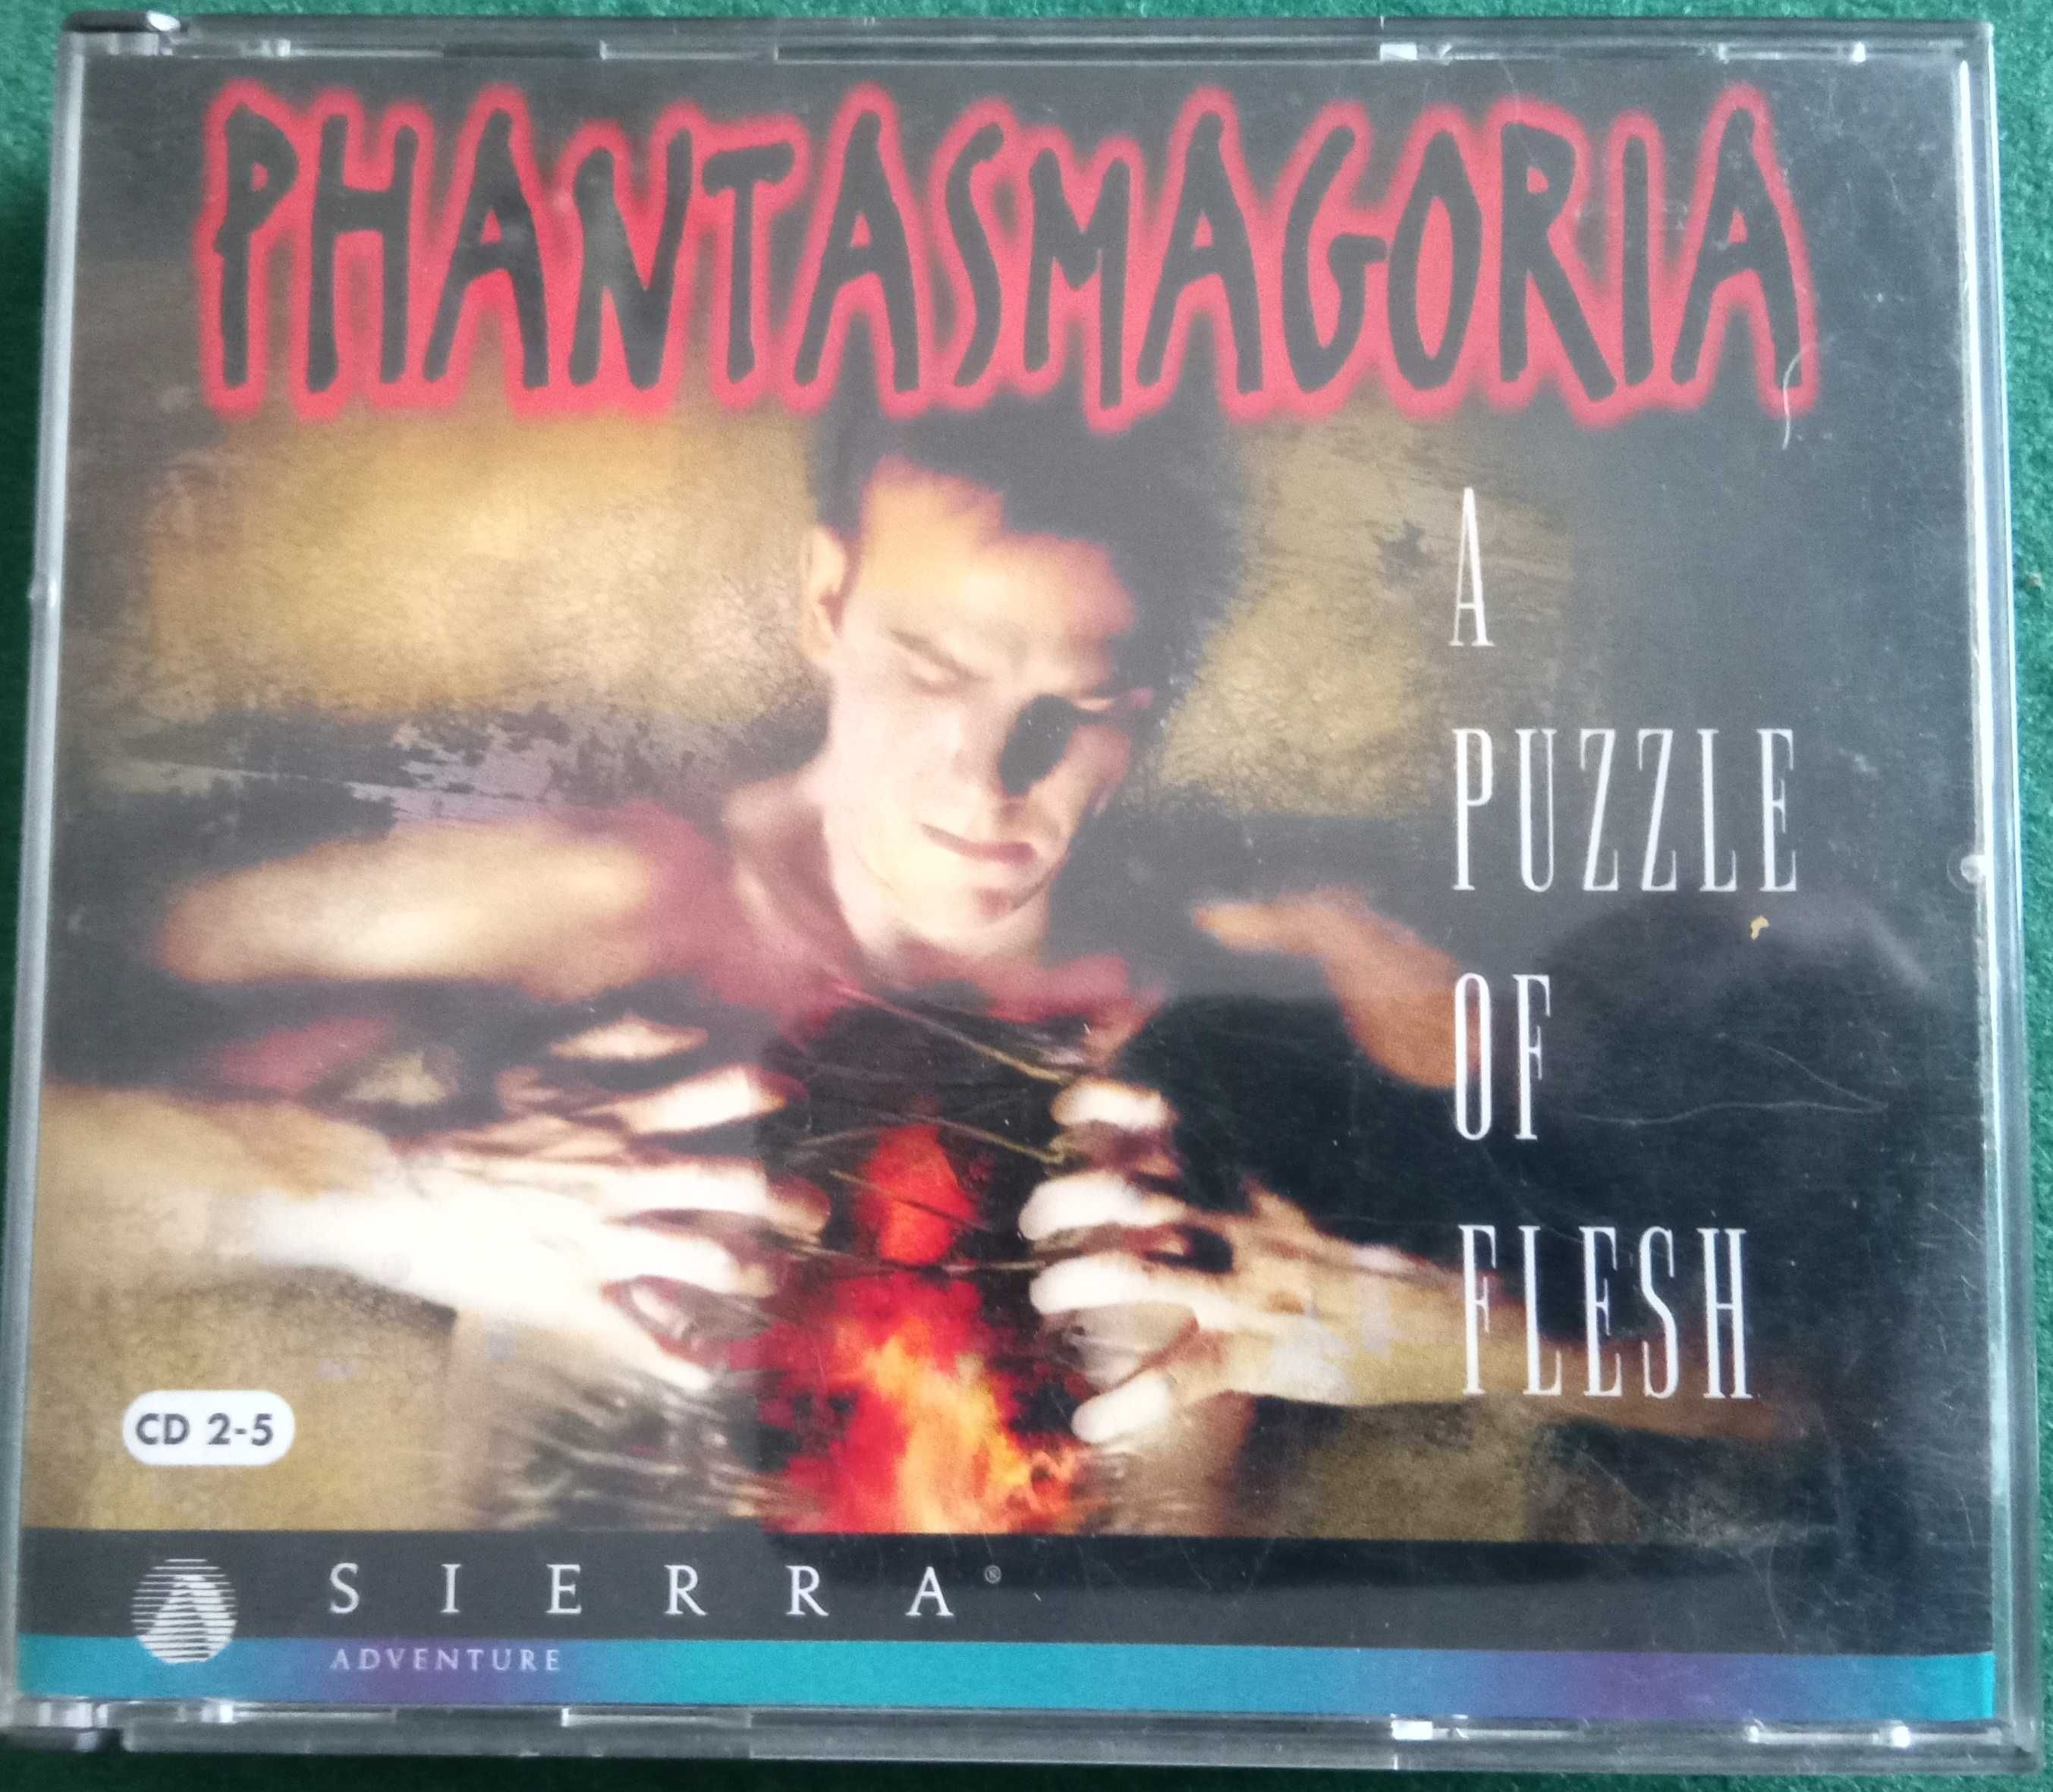 PHANTASMAGORIA
A
PUZZLE
OF
FLESH
CD 2-5
SIERRA®
ADVENTURE